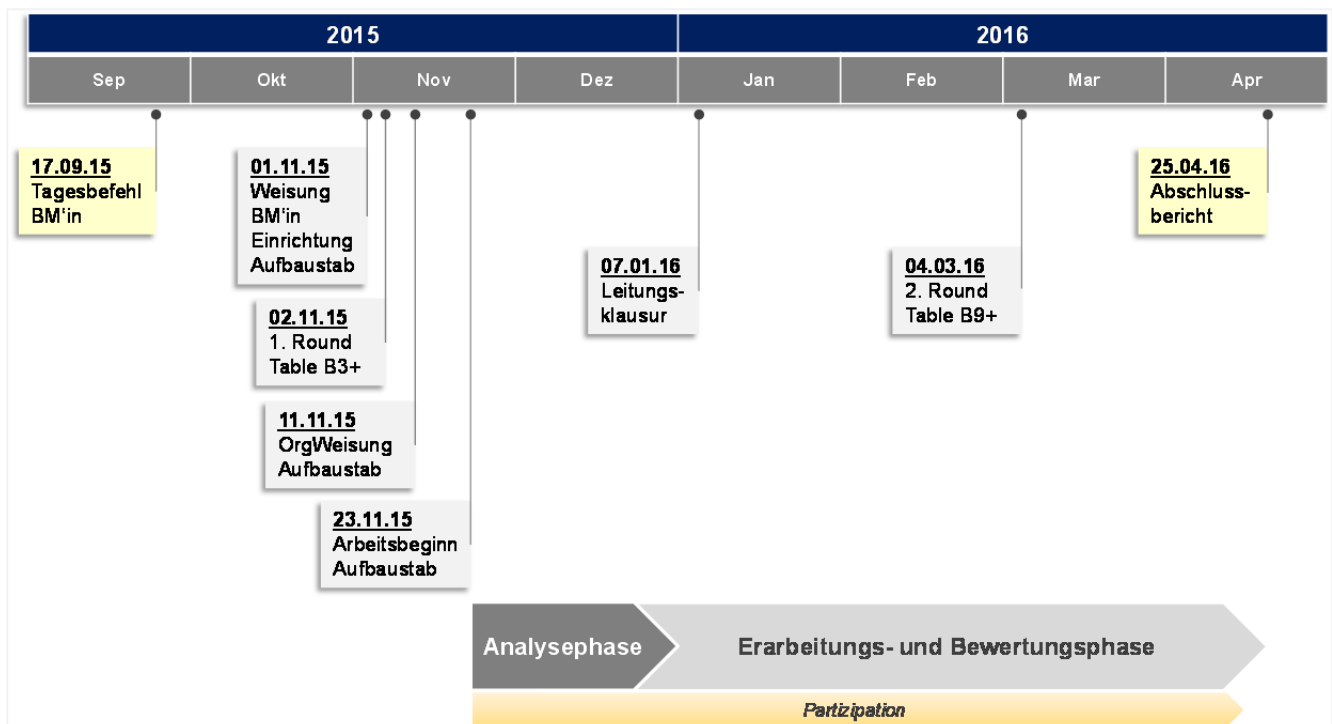 2015
2016
Sep
Okt
Nov
Dez
Jan
Feb
Mar
Apr
17.09.15
Tagesbefehl
BM'in
01.11.15
Weisung
BM'in
Einrichtung
Aufbaustab
02.11.15
1. Round
Table B3+
11.11.15
OrgWeisung
Aufbaustab
23.11.15
Arbeitsbeginn
Aufbaustab
07.01.16
Leitungs-
klausur
04.03.16
2. Round
Table B9+
25.04.16
Abschluss-
bericht
Analysephase
Erarbeitungs- und Bewertungsphase
Partizipation